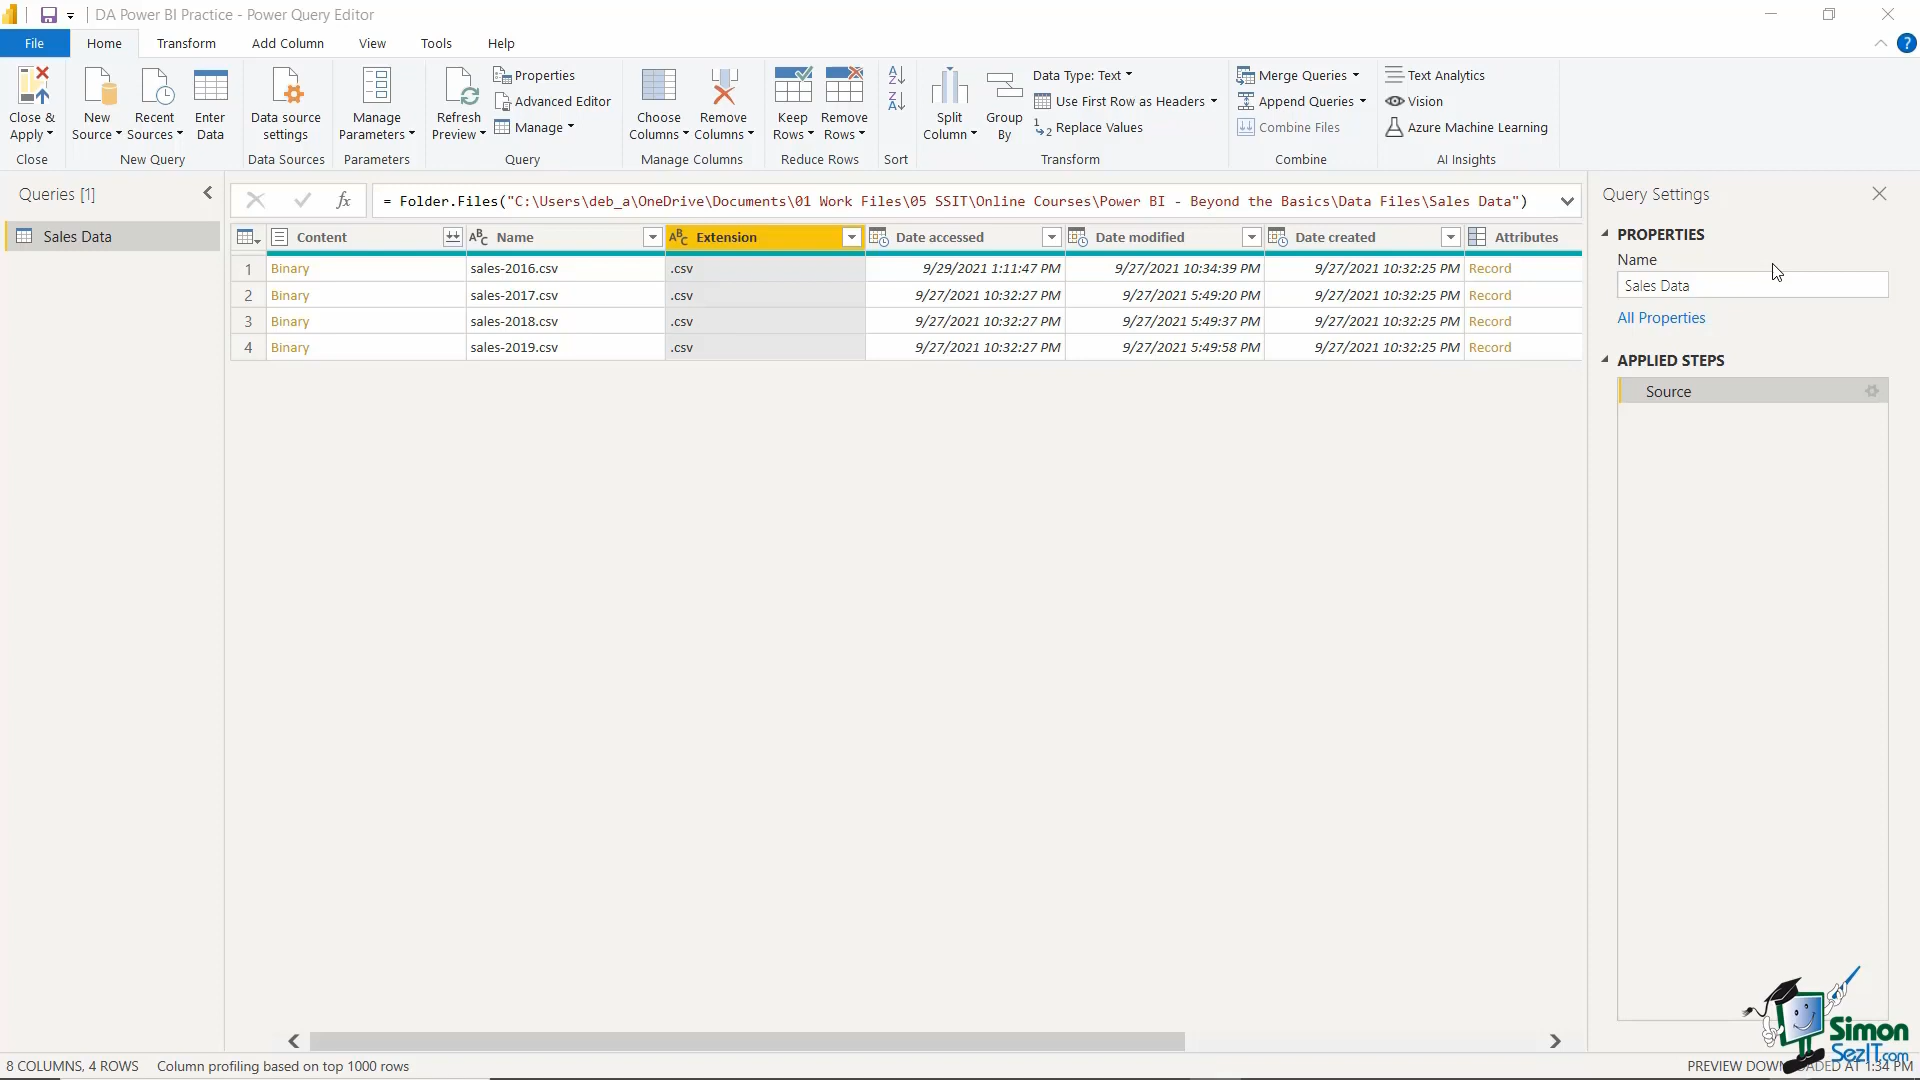 DA Power BI Practice - Power Query Editor
File Home Transform Add Column View Tools Help
Close & Apply
New Source
Recent Sources
Enter Data
Data source settings
Manage Parameters
Refresh Preview
Properties
Advanced Editor
Manage
Choose Columns
Remove Columns
Keep Rows
Remove Rows
A Z
Z A
Split Column
Group By
Data Type: Text
Use First Row as Headers
1 2 Replace Values
Merge Queries
Append Queries
Combine Files
Text Analytics
Vision
Azure Machine Learning
Close New Query Data Sources Parameters Query Manage Columns Reduce Rows Sort Transform Combine AI Insights
Queries [1]
Sales Data
fx = Folder.Files("C:\Users\deb_a\OneDrive\Documents\01 Work Files\05 SSIT\Online Courses\Power BI - Beyond the Basics\Data Files\Sales Data")
Content ABC Name ABC Extension Date accessed Date modified Date created Attributes
1 Binary sales-2016.csv .csv 9/29/2021 1:11:47 PM 9/27/2021 10:34:39 PM 9/27/2021 10:32:25 PM Record
2 Binary sales-2017.csv .csv 9/27/2021 10:32:27 PM 9/27/2021 5:49:20 PM 9/27/2021 10:32:25 PM Record
3 Binary sales-2018.csv .csv 9/27/2021 10:32:27 PM 9/27/2021 5:49:37 PM 9/27/2021 10:32:25 PM Record
4 Binary sales-2019.csv .csv 9/27/2021 10:32:27 PM 9/27/2021 5:49:58 PM 9/27/2021 10:32:25 PM Record
Query Settings
PROPERTIES
Name
Sales Data
All Properties
APPLIED STEPS
Source
Simon
SezIT.com
8 COLUMNS, 4 ROWS Column profiling based on top 1000 rows
PREVIEW AT 1:34 PM
?